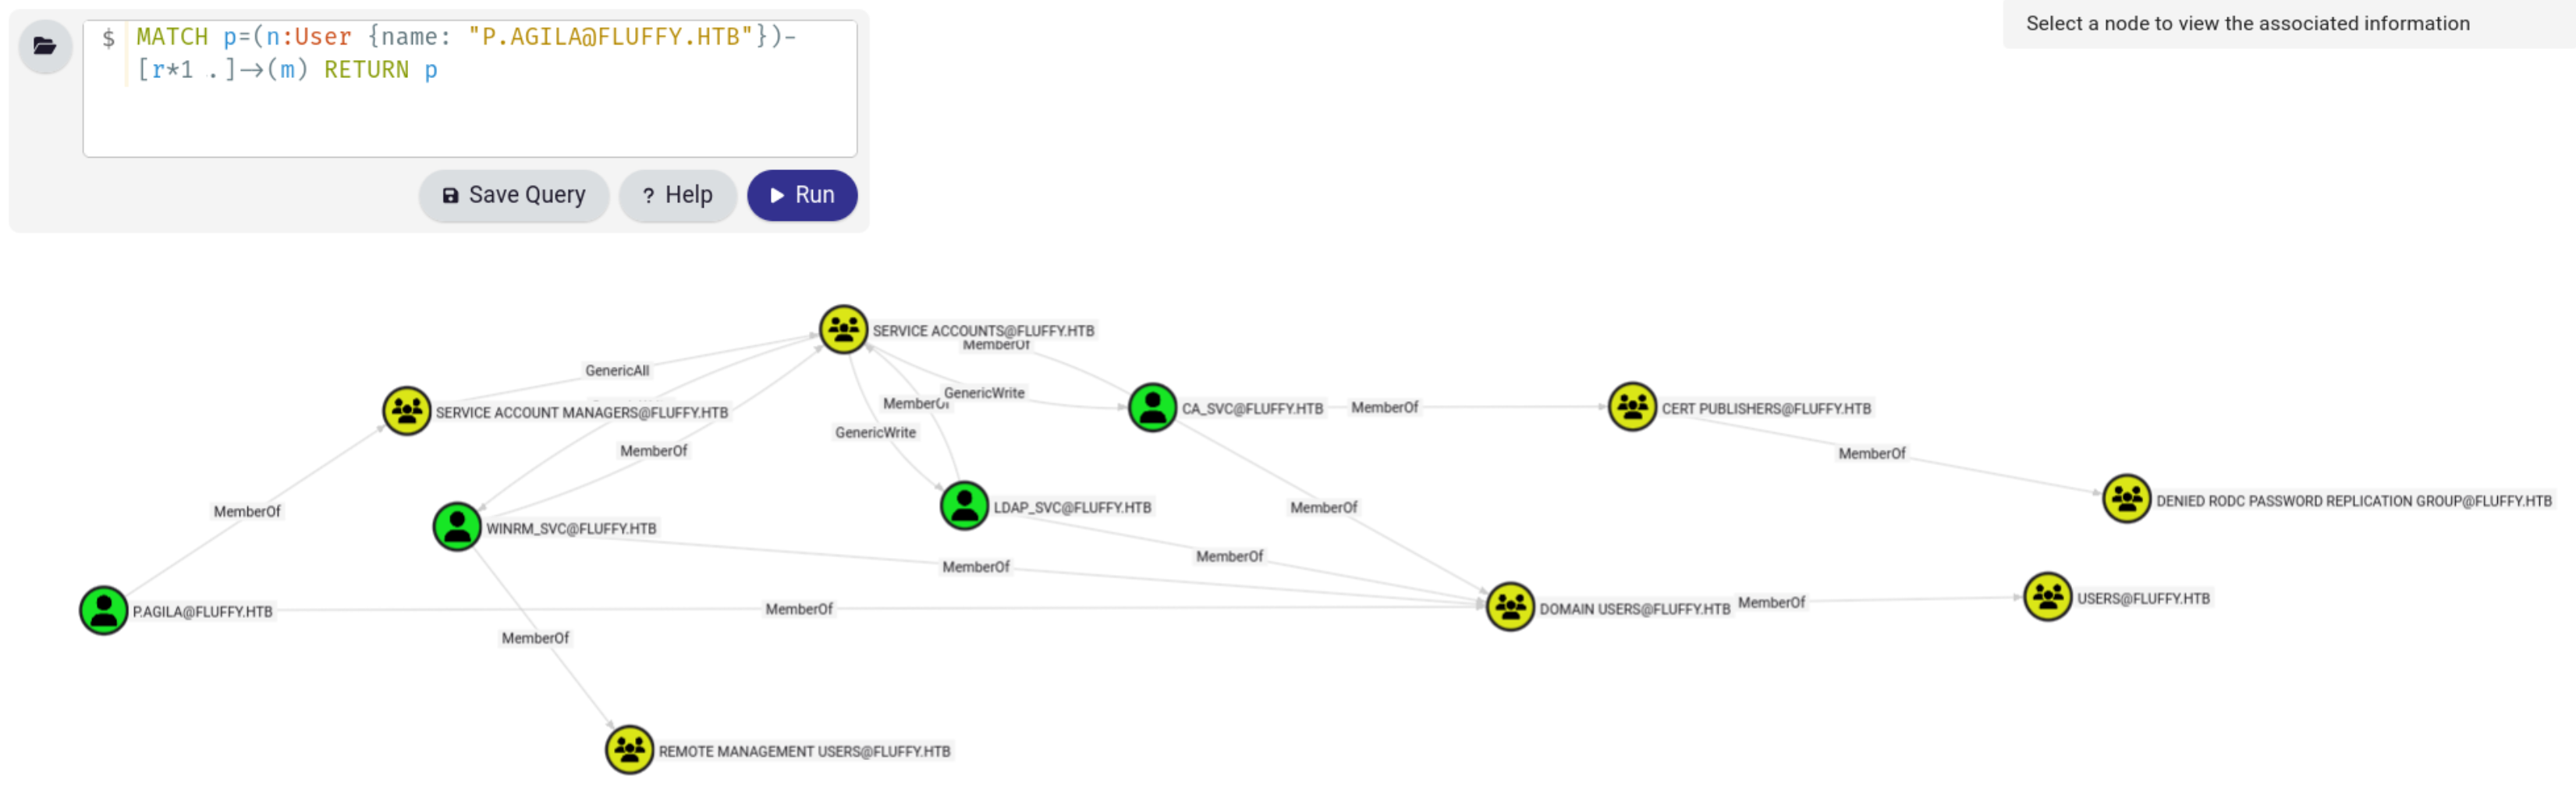 Select a node to view the associated information
$ MATCH p=(n:User {name: "P.AGILA@FLUFFY.HTB"})-
[r*1 .]→(m) RETURN p
Save Query
? Help
Run
SERVICE ACCOUNTS@FLUFFY.HTB
MemberOf
GenericAll
GenericWrite
MemberOf
SERVICE ACCOUNT MANAGERS@FLUFFY.HTB
CA_SVC@FLUFFY.HTB
MemberOf
CERT PUBLISHERS@FLUFFY.HTB
GenericWrite
MemberOf
MemberOf
DENIED RODC PASSWORD REPLICATION GROUP@FLUFFY.HTB
MemberOf
LDAP_SVC@FLUFFY.HTB
MemberOf
WINRM_SVC@FLUFFY.HTB
MemberOf
MemberOf
P.AGILA@FLUFFY.HTB
MemberOf
DOMAIN USERS@FLUFFY.HTB
MemberOf
USERS@FLUFFY.HTB
MemberOf
REMOTE MANAGEMENT USERS@FLUFFY.HTB